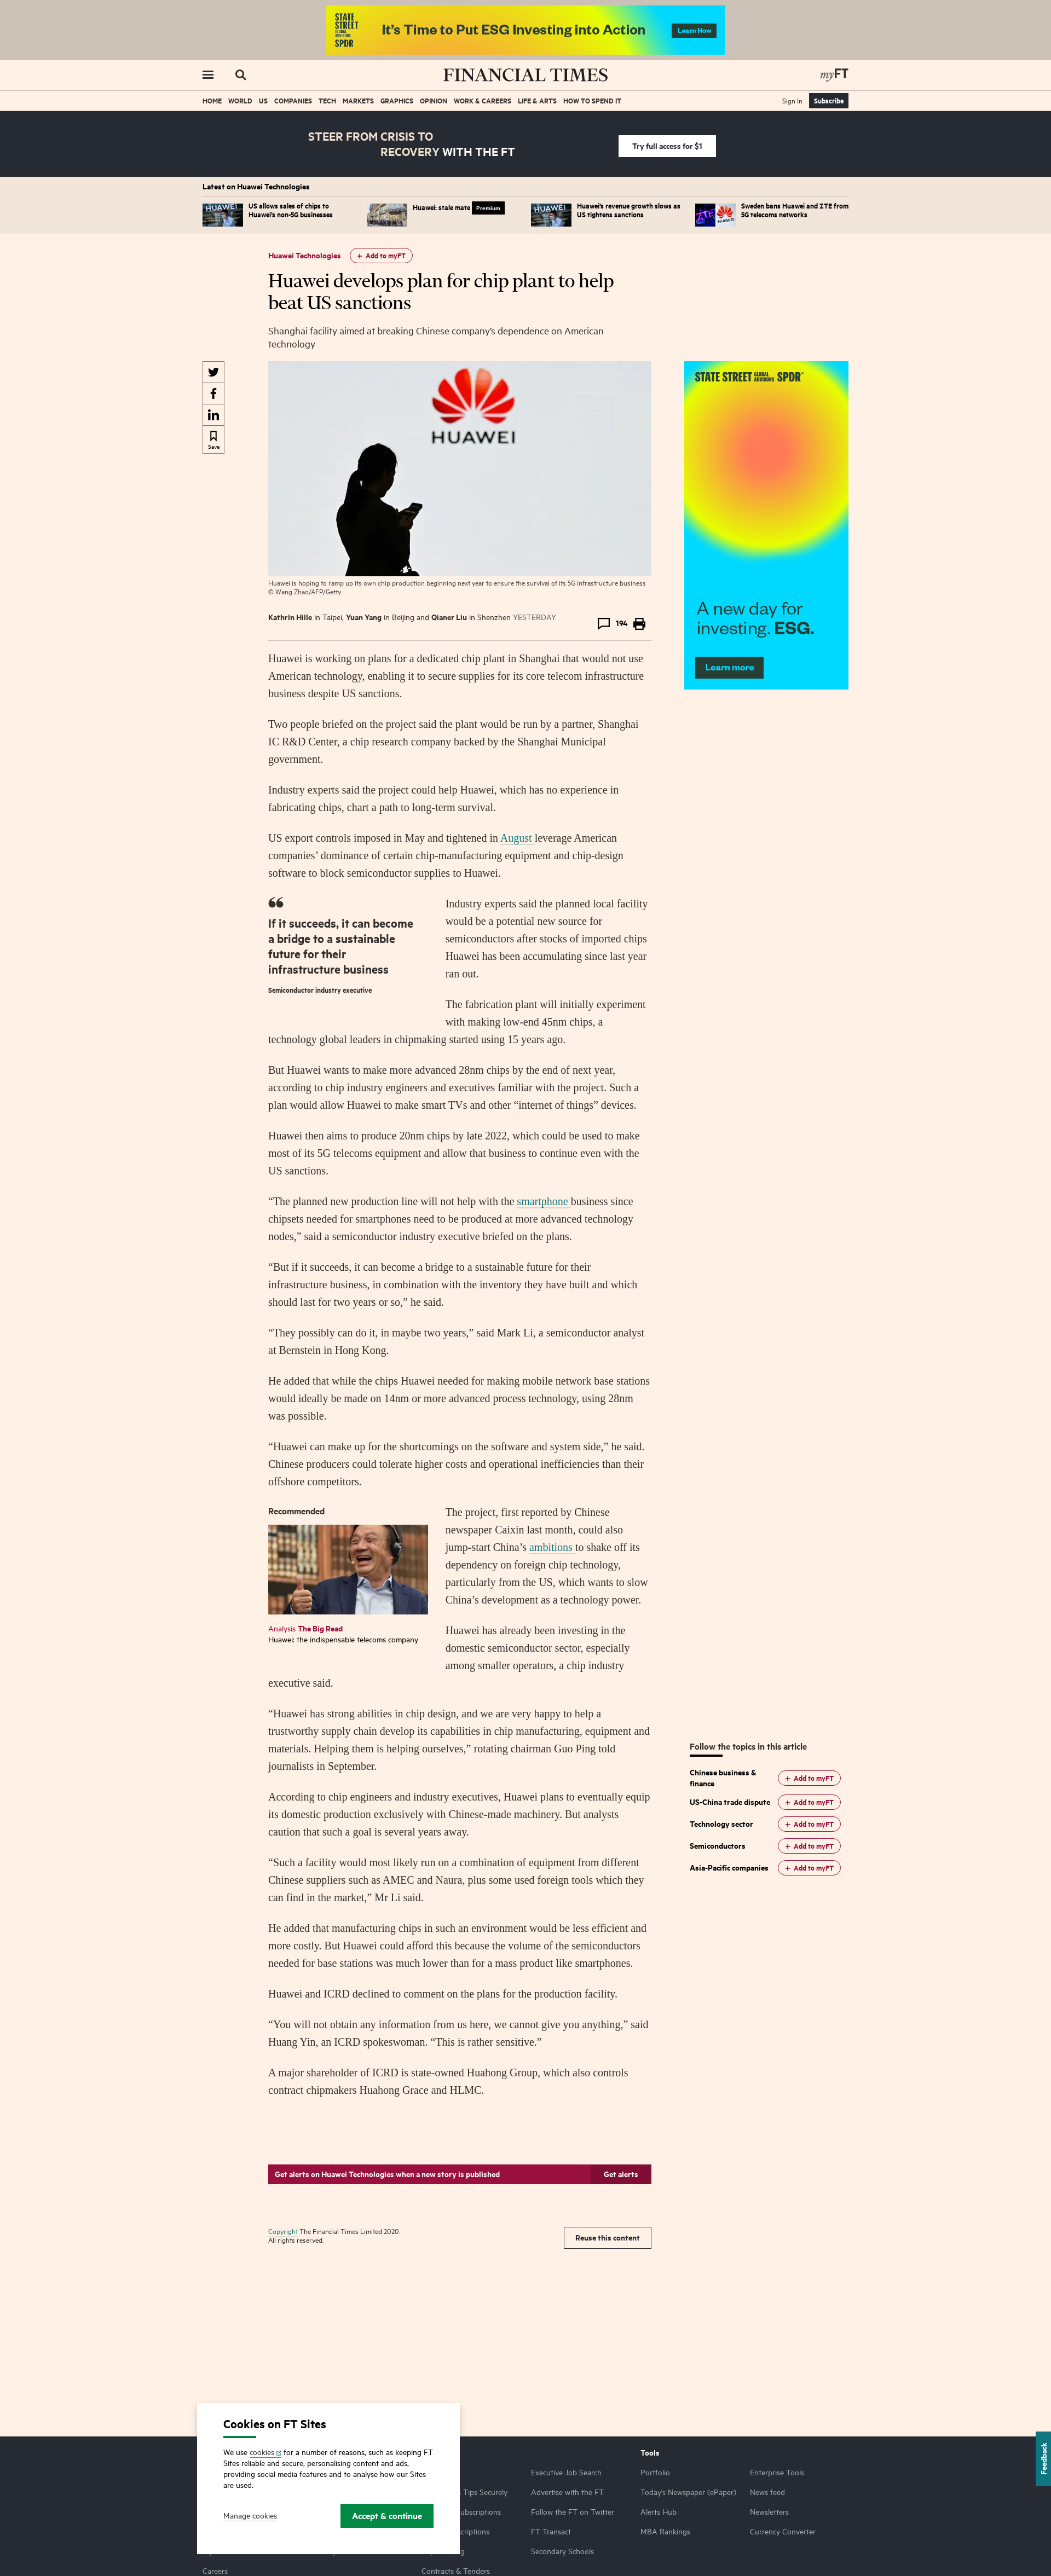 STATE STREET GLOBAL ADVISORS SPDR
It's Time to Put ESG Investing into Action
Learn How
FINANCIAL TIMES
myFT
HOME WORLD US COMPANIES TECH MARKETS GRAPHICS OPINION WORK & CAREERS LIFE & ARTS HOW TO SPEND IT
Sign In
Subscribe
STEER FROM CRISIS TO
RECOVERY WITH THE FT
Try full access for $1
Latest on Huawei Technologies
US allows sales of chips to
Huawei's non-5G businesses
Huawei: stale mate Premium
Huawei's revenue growth slows as
US tightens sanctions
Sweden bans Huawei and ZTE from
5G telecoms networks
Huawei Technologies
+ Add to myFT
Huawei develops plan for chip plant to help
beat US sanctions
Shanghai facility aimed at breaking Chinese company's dependence on American
technology
Save
HUAWEI
STATE STREET GLOBAL ADVISORS SPDR
A new day for
investing. ESG.
Learn more
Huawei is hoping to ramp up its own chip production beginning next year to ensure the survival of its 5G infrastructure business
© Wang Zhao/AFP/Getty
Kathrin Hille in Taipei, Yuan Yang in Beijing and Qianer Liu in Shenzhen YESTERDAY
194
Huawei is working on plans for a dedicated chip plant in Shanghai that would not use
American technology, enabling it to secure supplies for its core telecom infrastructure
business despite US sanctions.
Two people briefed on the project said the plant would be run by a partner, Shanghai
IC R&D Center, a chip research company backed by the Shanghai Municipal
government.
Industry experts said the project could help Huawei, which has no experience in
fabricating chips, chart a path to long-term survival.
US export controls imposed in May and tightened in August leverage American
companies' dominance of certain chip-manufacturing equipment and chip-design
software to block semiconductor supplies to Huawei.
If it succeeds, it can become
a bridge to a sustainable
future for their
infrastructure business
Semiconductor industry executive
Industry experts said the planned local facility
would be a potential new source for
semiconductors after stocks of imported chips
Huawei has been accumulating since last year
ran out.
The fabrication plant will initially experiment
with making low-end 45nm chips, a
technology global leaders in chipmaking started using 15 years ago.
But Huawei wants to make more advanced 28nm chips by the end of next year,
according to chip industry engineers and executives familiar with the project. Such a
plan would allow Huawei to make smart TVs and other “internet of things” devices.
Huawei then aims to produce 20nm chips by late 2022, which could be used to make
most of its 5G telecoms equipment and allow that business to continue even with the
US sanctions.
“The planned new production line will not help with the smartphone business since
chipsets needed for smartphones need to be produced at more advanced technology
nodes,” said a semiconductor industry executive briefed on the plans.
“But if it succeeds, it can become a bridge to a sustainable future for their
infrastructure business, in combination with the inventory they have built and which
should last for two years or so,” he said.
“They possibly can do it, in maybe two years,” said Mark Li, a semiconductor analyst
at Bernstein in Hong Kong.
He added that while the chips Huawei needed for making mobile network base stations
would ideally be made on 14nm or more advanced process technology, using 28nm
was possible.
“Huawei can make up for the shortcomings on the software and system side,” he said.
Chinese producers could tolerate higher costs and operational inefficiencies than their
offshore competitors.
Recommended
Analysis The Big Read
Huawei: the indispensable telecoms company
The project, first reported by Chinese
newspaper Caixin last month, could also
jump-start China's ambitions to shake off its
dependency on foreign chip technology,
particularly from the US, which wants to slow
China's development as a technology power.
Huawei has already been investing in the
domestic semiconductor sector, especially
among smaller operators, a chip industry
executive said.
“Huawei has strong abilities in chip design, and we are very happy to help a
trustworthy supply chain develop its capabilities in chip manufacturing, equipment and
materials. Helping them is helping ourselves,” rotating chairman Guo Ping told
journalists in September.
According to chip engineers and industry executives, Huawei plans to eventually equip
its domestic production exclusively with Chinese-made machinery. But analysts
caution that such a goal is several years away.
“Such a facility would most likely run on a combination of equipment from different
Chinese suppliers such as AMEC and Naura, plus some used foreign tools which they
can find in the market,” Mr Li said.
He added that manufacturing chips in such an environment would be less efficient and
more costly. But Huawei could afford this because the volume of the semiconductors
needed for base stations was much lower than for a mass product like smartphones.
Huawei and ICRD declined to comment on the plans for the production facility.
“You will not obtain any information from us here, we cannot give you anything,” said
Huang Yin, an ICRD spokeswoman. “This is rather sensitive.”
A major shareholder of ICRD is state-owned Huahong Group, which also controls
contract chipmakers Huahong Grace and HLMC.
Follow the topics in this article
Chinese business &
finance
+ Add to myFT
US-China trade dispute + Add to myFT
Technology sector + Add to myFT
Semiconductors + Add to myFT
Asia-Pacific companies + Add to myFT
Get alerts on Huawei Technologies when a new story is published
Get alerts
Copyright The Financial Times Limited 2020.
All rights reserved.
Reuse this content
Cookies on FT Sites
We use cookies for a number of reasons, such as keeping FT
Sites reliable and secure, personalising content and ads,
providing social media features and to analyse how our Sites
are used.
Manage cookies
Accept & continue
Feedback
Tools
Executive Job Search
Portfolio
Enterprise Tools
Tips Securely
Advertise with the FT
Today's Newspaper (ePaper)
News feed
Follow the FT on Twitter
Alerts Hub
Newsletters
FT Transact
MBA Rankings
Currency Converter
Secondary Schools
Careers
Contracts & Tenders